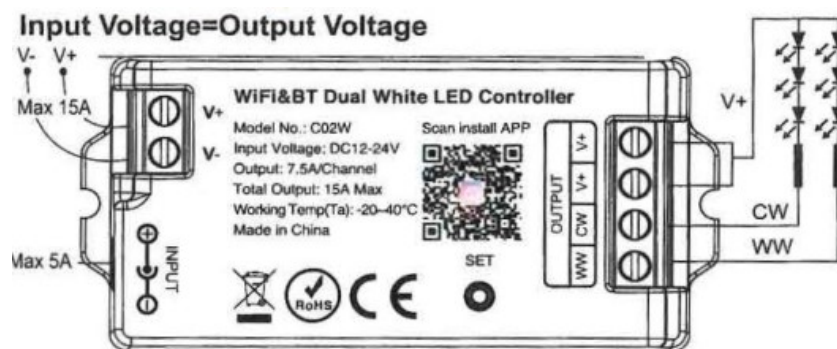 Input Voltage=Output Voltage
V- V+
Max 15A
V+
V-
Max 5A
INPUT
WiFi&BT Dual White LED Controller
Model No.: C02W
Input Voltage: DC12-24V
Output: 7.5A/Channel
Total Output: 15A Max
Working Temp(Ta): -20~40°C
Made in China
Scan install APP
SET
RoHS
CE
OUTPUT
V+
V+
CW
WW
V+
CW
WW